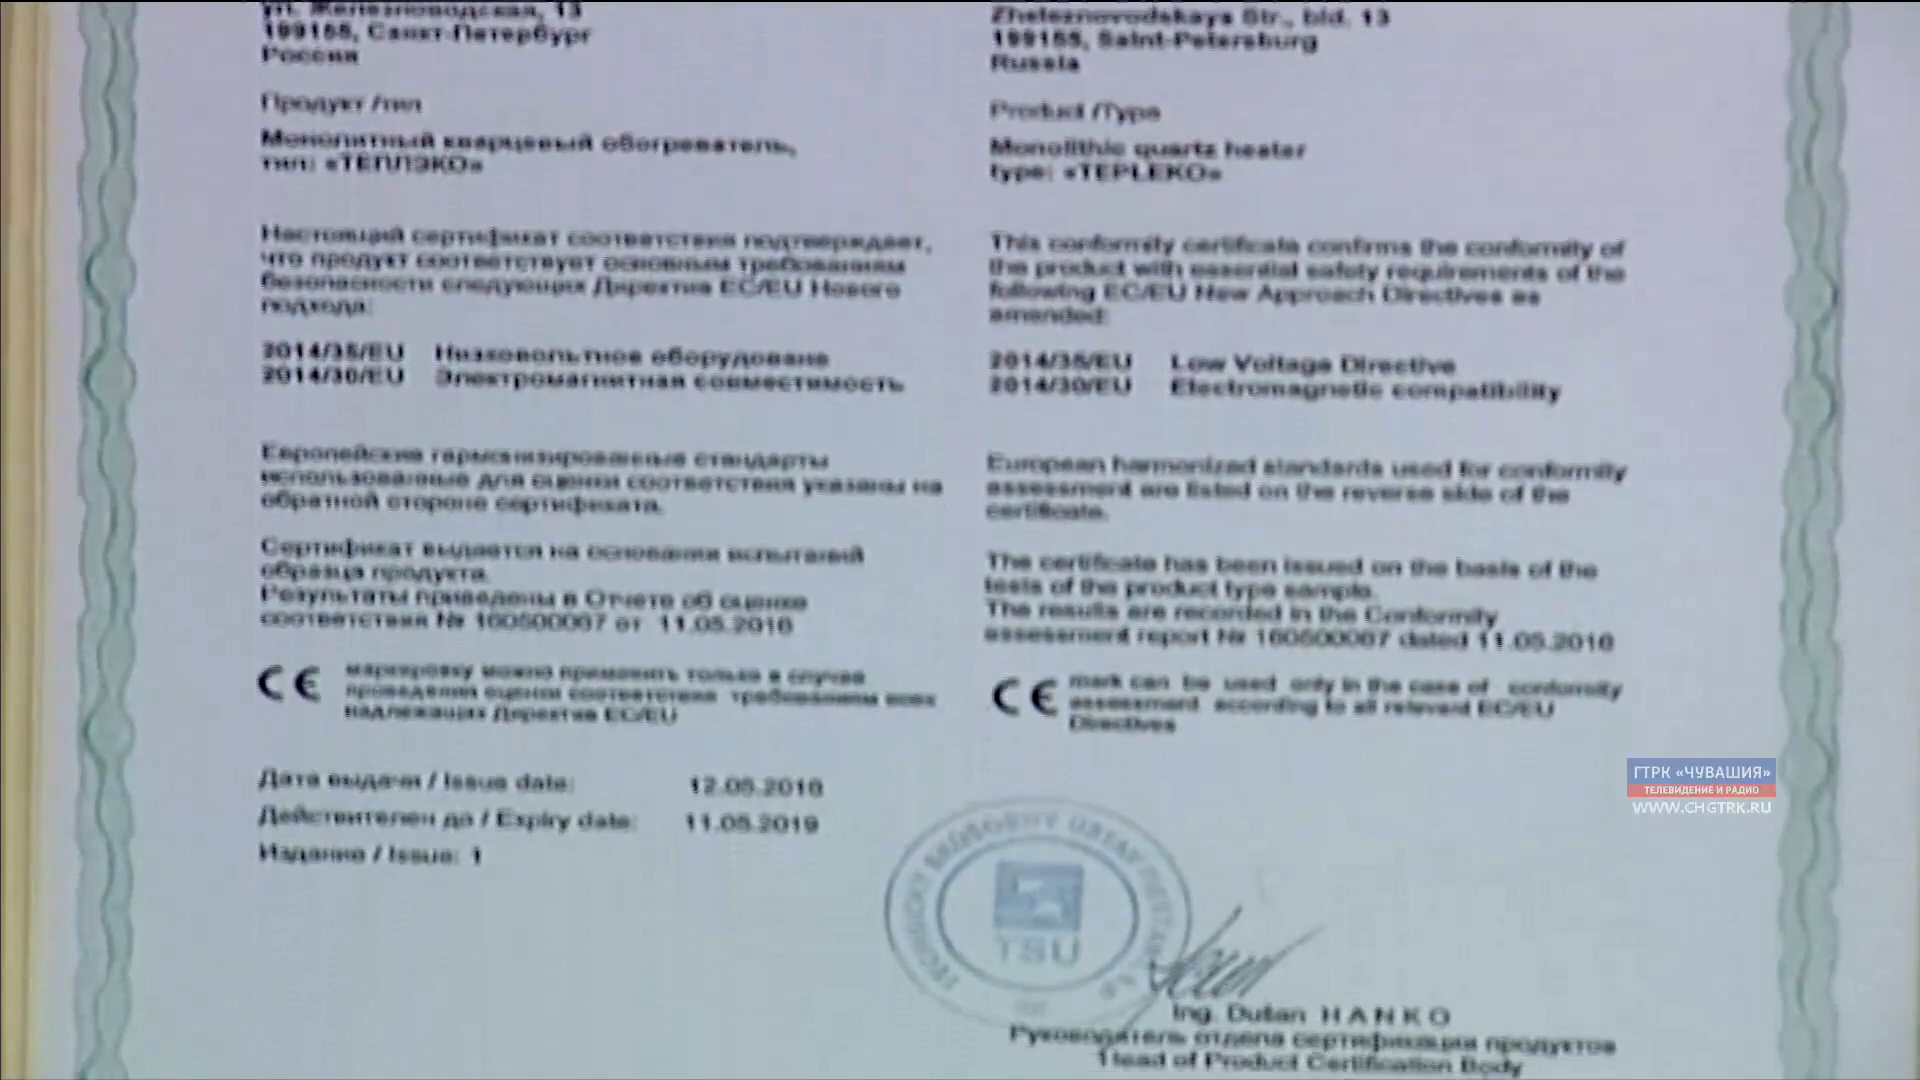 ул. Железноводская, 13
199155, Санкт-Петербург
Россия
Продукт /тип
Монолитный кварцевый обогреватель,
тип: «ТЕПЛЭКО»
Настоящий сертификат соответствия подтверждает,
что продукт соответствует основным требованиям
безопасности следующих Директив EC/EU Нового
подхода:
2014/35/EU Низковольтное оборудование
2014/30/EU Электромагнитная совместимость
Европейские гармонизированные стандарты
использованные для оценки соответствия указаны на
обратной стороне сертификата.
Сертификат выдается на основании испытаний
образца продукта.
Результаты приведены в Отчете об оценке
соответствия № 160500067 от 11.05.2016
CE маркировку можно применить только в случае
проведения оценки соответствия требованиям всех
надлежащих Директив EC/EU
Zheleznovodskaya Str., bld. 13
199155, Saint-Petersburg
Russia
Product /Type
Monolithic quartz heater
type: «TEPLEKO»
This conformity certificate confirms the conformity of
the product with essential safety requirements of the
following EC/EU New Approach Directives as
amended:
2014/35/EU Low Voltage Directive
2014/30/EU Electromagnetic compatibility
European harmonized standards used for conformity
assessment are listed on the reverse side of the
certificate.
The certificate has been issued on the basis of the
tests of the product type sample.
The results are recorded in the Conformity
assessment report № 160500067 dated 11.05.2016
CE mark can be used only in the case of conformity
assessment according to all relevant EC/EU
Directives
Дата выдачи / Issue date: 12.05.2016
Действителен до / Expiry date: 11.05.2019
Издание / Issue: 1
TSU
Ing. Dušan HANKO
Руководитель отдела сертификации продуктов
Head of Product Certification Body
ГТРК «ЧУВАШИЯ»
ТЕЛЕВИДЕНИЕ И РАДИО
WWW.CHGTRK.RU